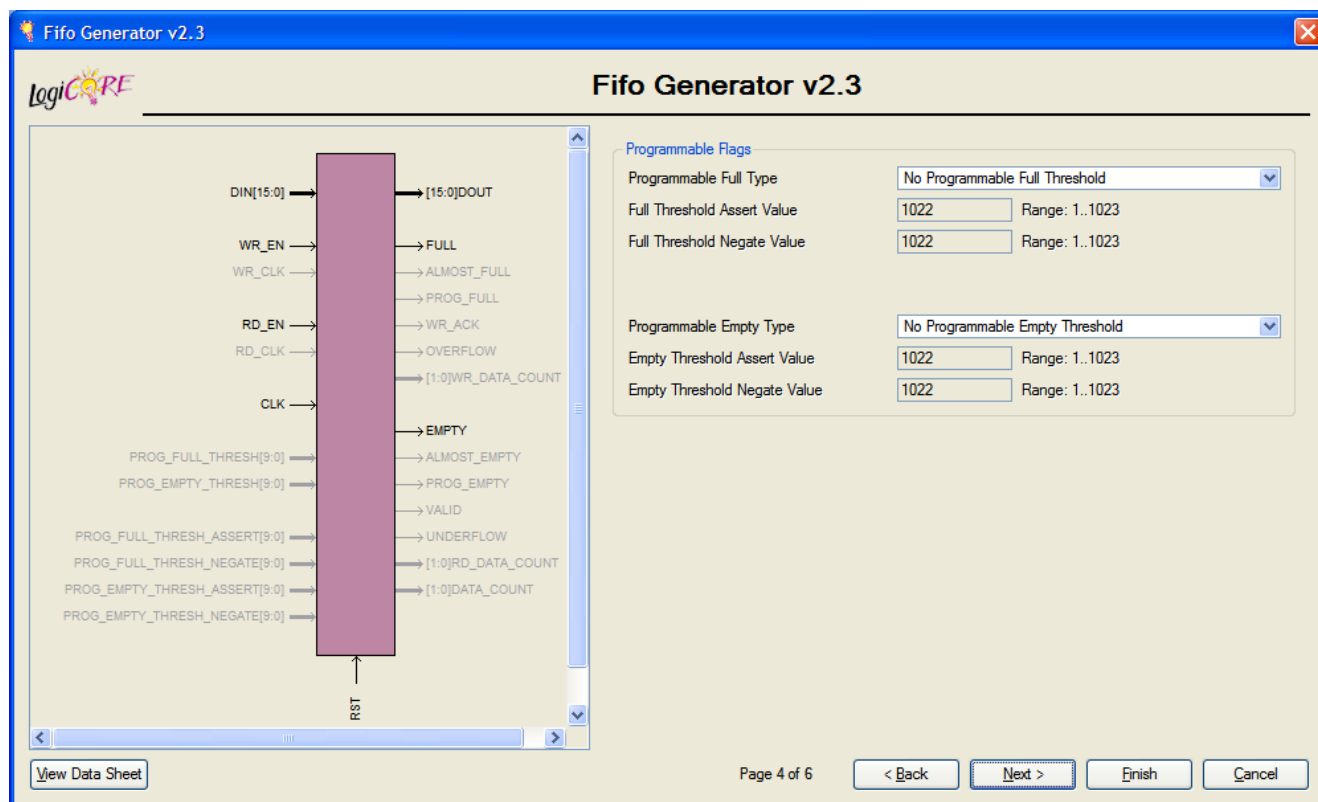 Fifo Generator v2.3
LogiCORE
Fifo Generator v2.3
DIN[15:0]
[15:0]DOUT
WR_EN
FULL
WR_CLK
ALMOST_FULL
PROG_FULL
RD_EN
WR_ACK
RD_CLK
OVERFLOW
[1:0]WR_DATA_COUNT
CLK
EMPTY
PROG_FULL_THRESH[9:0]
ALMOST_EMPTY
PROG_EMPTY_THRESH[9:0]
PROG_EMPTY
VALID
PROG_FULL_THRESH_ASSERT[9:0]
UNDERFLOW
PROG_FULL_THRESH_NEGATE[9:0]
[1:0]RD_DATA_COUNT
PROG_EMPTY_THRESH_ASSERT[9:0]
[1:0]DATA_COUNT
PROG_EMPTY_THRESH_NEGATE[9:0]
RST
Programmable Flags
Programmable Full Type No Programmable Full Threshold
Full Threshold Assert Value 1022 Range: 1..1023
Full Threshold Negate Value 1022 Range: 1..1023
Programmable Empty Type No Programmable Empty Threshold
Empty Threshold Assert Value 1022 Range: 1..1023
Empty Threshold Negate Value 1022 Range: 1..1023
View Data Sheet
Page 4 of 6
< Back
Next >
Finish
Cancel